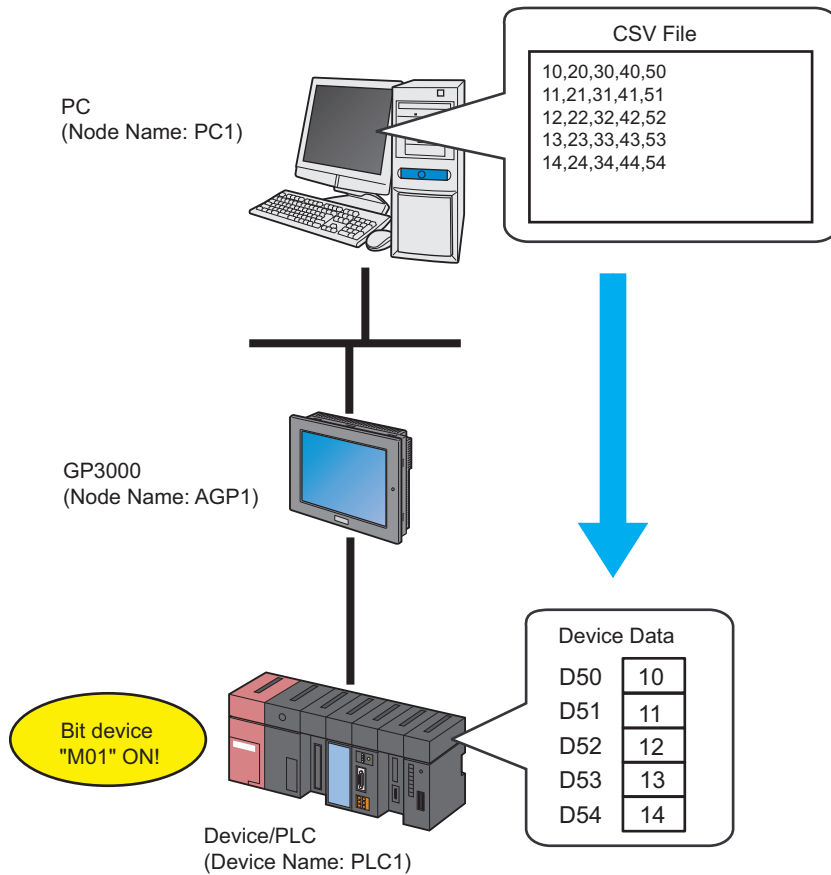 CSV File
10,20,30,40,50
11,21,31,41,51
12,22,32,42,52
13,23,33,43,53
14,24,34,44,54
PC
(Node Name: PC1)
GP3000
(Node Name: AGP1)
Device Data
D50 10
D51 11
D52 12
D53 13
D54 14
Bit device
"M01" ON!
Device/PLC
(Device Name: PLC1)